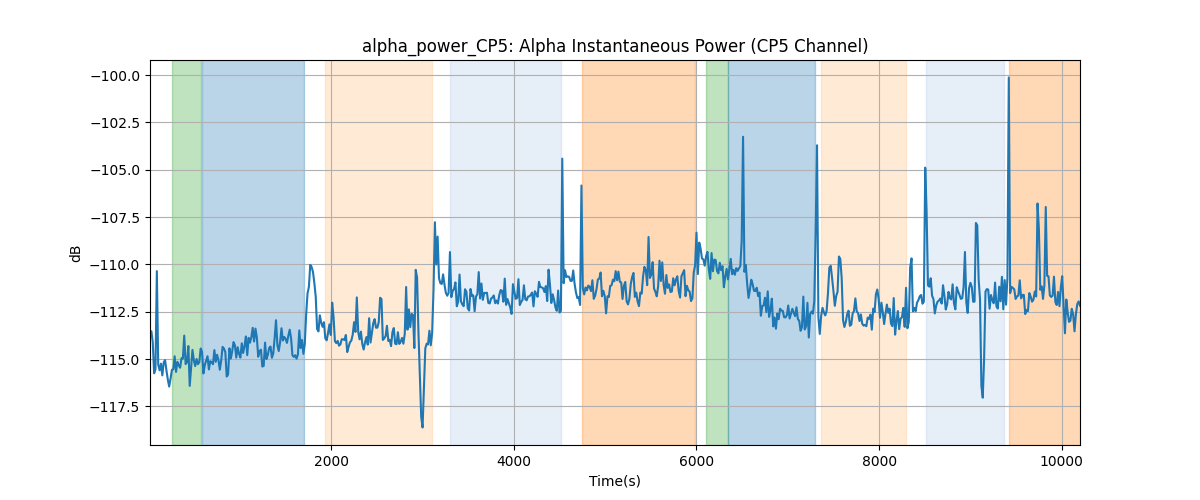 alpha_power_CP5: Alpha Instantaneous Power (CP5 Channel)
−100.0
−102.5
−105.0
−107.5
−110.0
−112.5
−115.0
−117.5
dB
2000 4000 6000 8000 10000
Time(s)